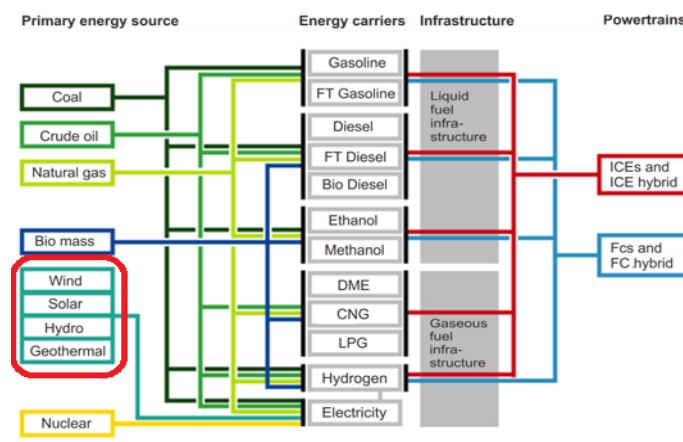 Primary energy source
Energy carriers
Infrastructure
Powertrains
Coal
Crude oil
Natural gas
Bio mass
Wind
Solar
Hydro
Geothermal
Nuclear
Gasoline
FT Gasoline
Diesel
FT Diesel
Bio Diesel
Ethanol
Methanol
DME
CNG
LPG
Hydrogen
Electricity
Liquid
fuel
infra-
structure
Gaseous
fuel
infra-
structure
ICEs and
ICE hybrid
Fcs and
FC.hybrid